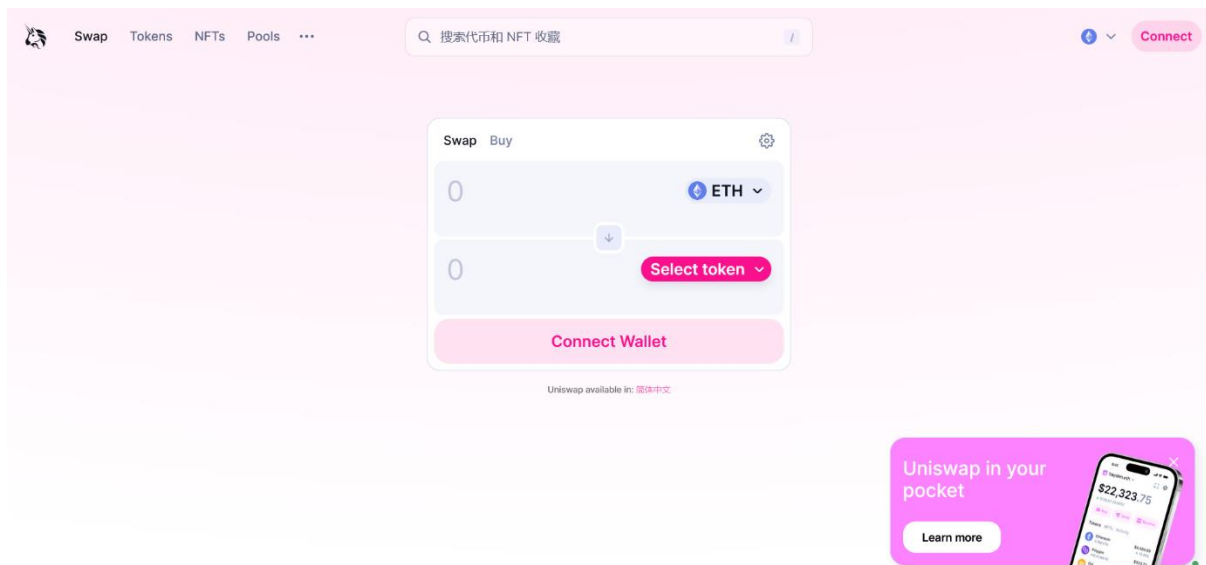 Swap Tokens NFTs Pools ...
搜索代币和 NFT 收藏 /
Connect
Swap Buy
0 ETH
0 Select token
Connect Wallet
Uniswap available in: 简体中文
Uniswap in your
pocket
Learn more
$22,323.75